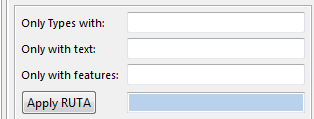 Only Types with:
Only with text:
Only with features:
Apply RUTA